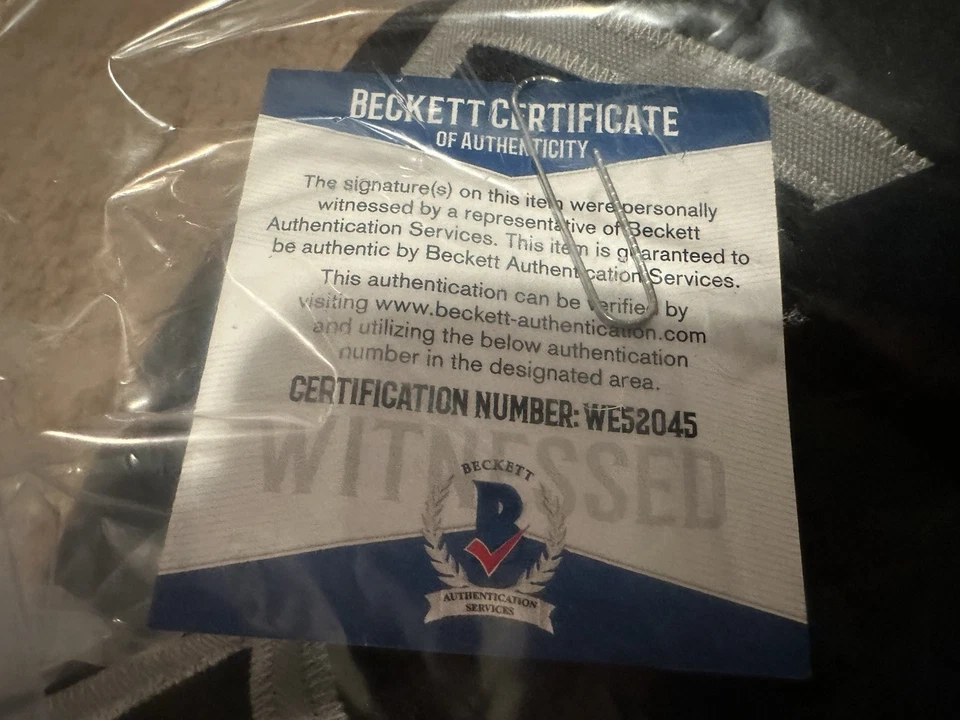 BECKETT CERTIFICATE
OF AUTHENTICITY
The signature(s) on this item were personally
witnessed by a representative of Beckett
Authentication Services. This item is guaranteed to
be authentic by Beckett Authentication Services.
This authentication can be verified by
visiting www.beckett-authentication.com
and utilizing the below authentication
number in the designated area.
CERTIFICATION NUMBER: WE52045
WITNESSED
BECKETT
B
AUTHENTICATION
SERVICES